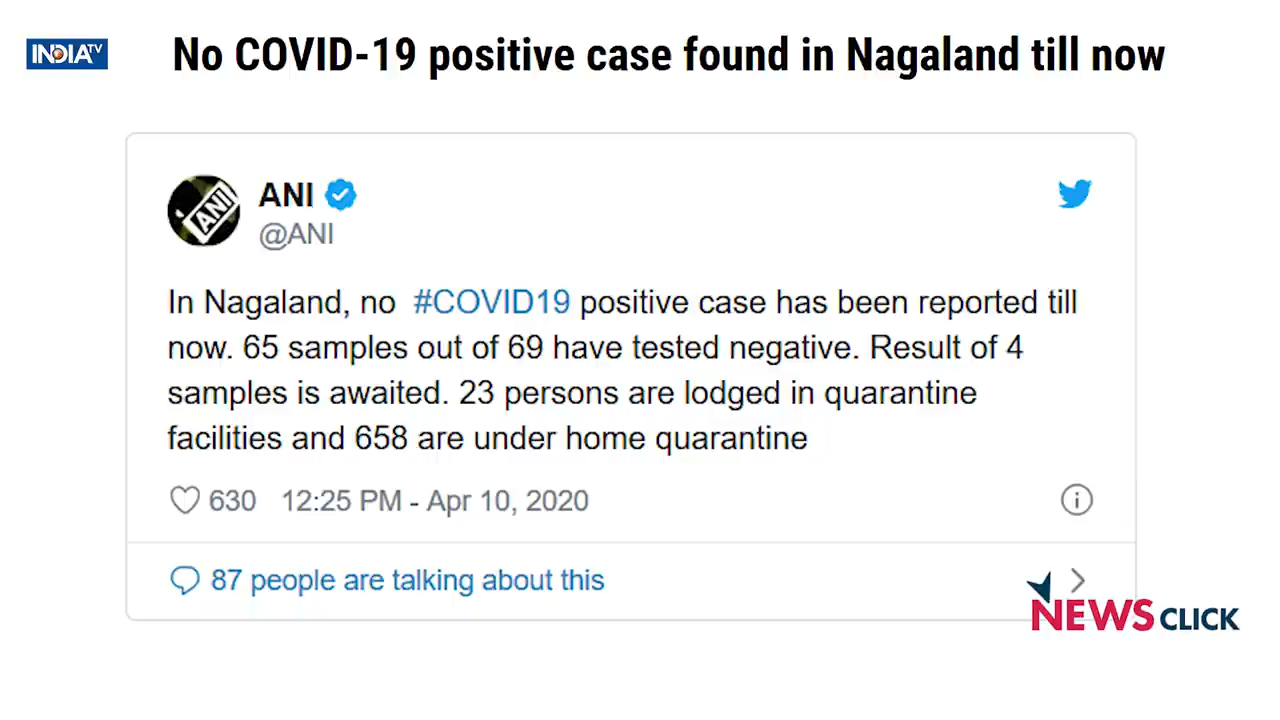 INDIA TV
No COVID-19 positive case found in Nagaland till now
ANI
ANI
@ANI
In Nagaland, no #COVID19 positive case has been reported till
now. 65 samples out of 69 have tested negative. Result of 4
samples is awaited. 23 persons are lodged in quarantine
facilities and 658 are under home quarantine
630 12:25 PM - Apr 10, 2020
87 people are talking about this
NEWS CLICK